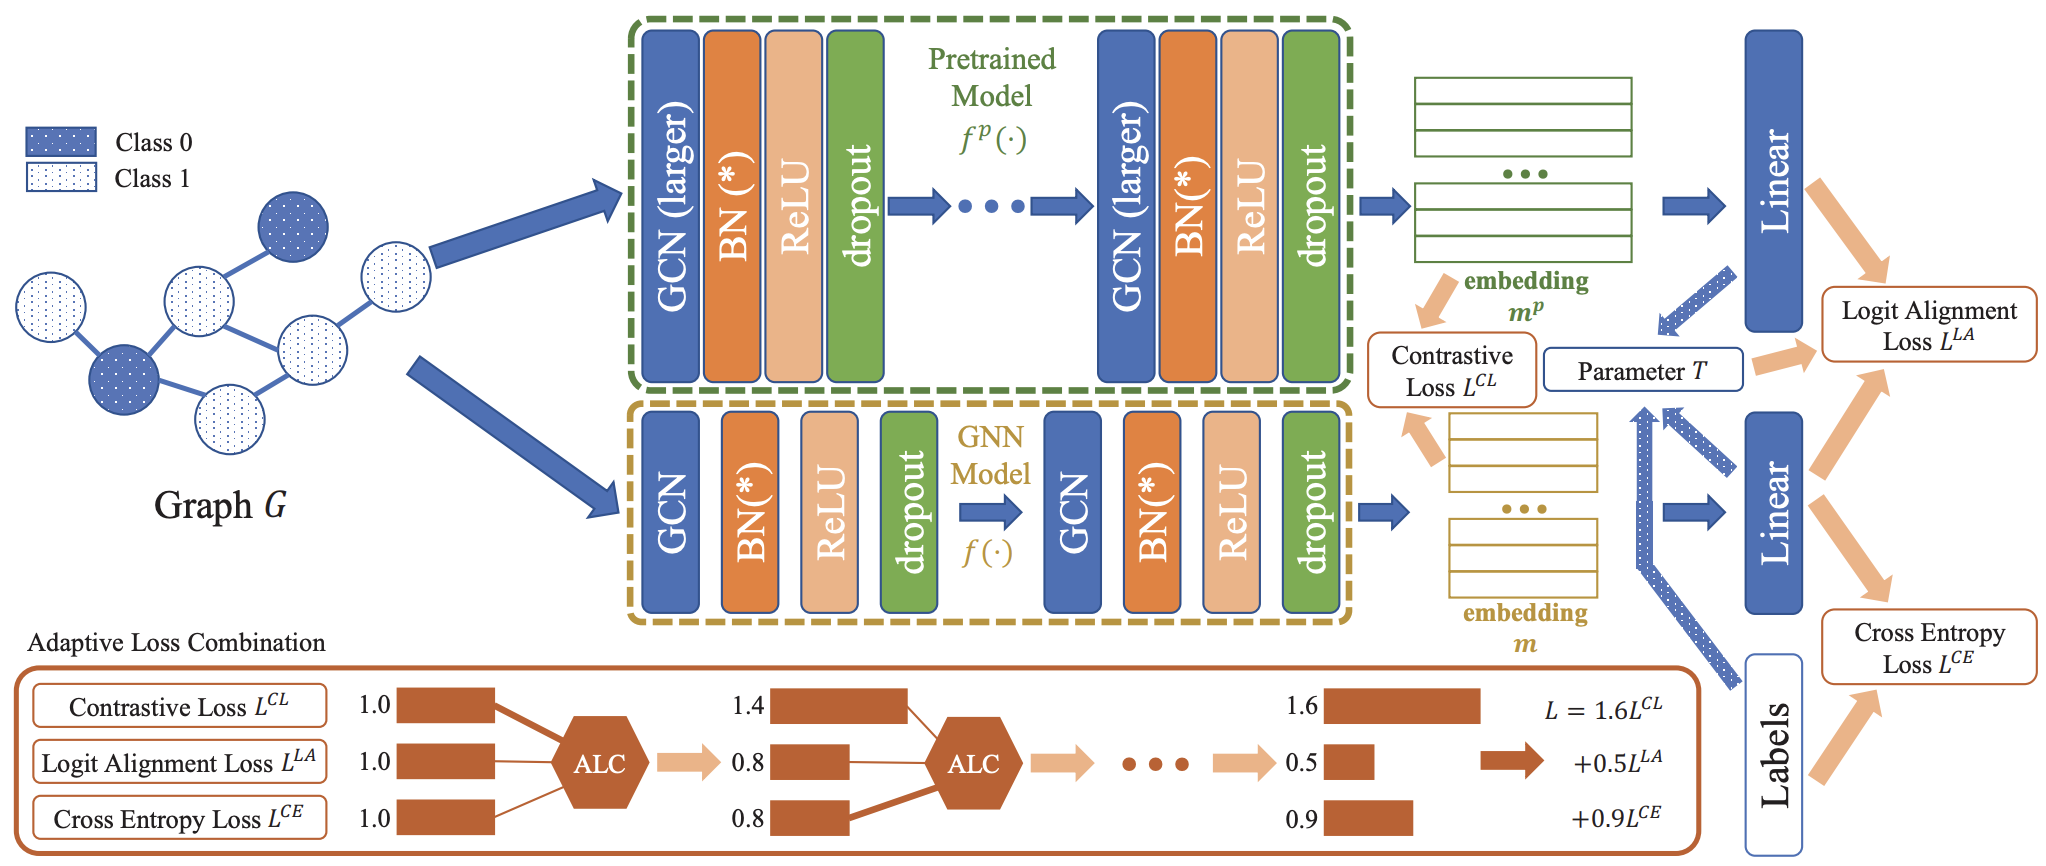 Class 0
Class 1
Graph G
GCN (larger)
BN (*)
ReLU
dropout
Pretrained
Model
f^p(·)
GCN (larger)
BN(*)
ReLU
dropout
embedding
m^p
Linear
Contrastive
Loss L^CL
Parameter T
Logit Alignment
Loss L^LA
GCN
BN(*)
ReLU
dropout
GNN
Model
f(·)
GCN
BN(*)
ReLU
dropout
embedding
m
Linear
Cross Entropy
Loss L^CE
Labels
Adaptive Loss Combination
Contrastive Loss L^CL
Logit Alignment Loss L^LA
Cross Entropy Loss L^CE
1.0
1.0
1.0
ALC
1.4
0.8
0.8
ALC
1.6
0.5
0.9
L = 1.6L^CL
+0.5L^LA
+0.9L^CE